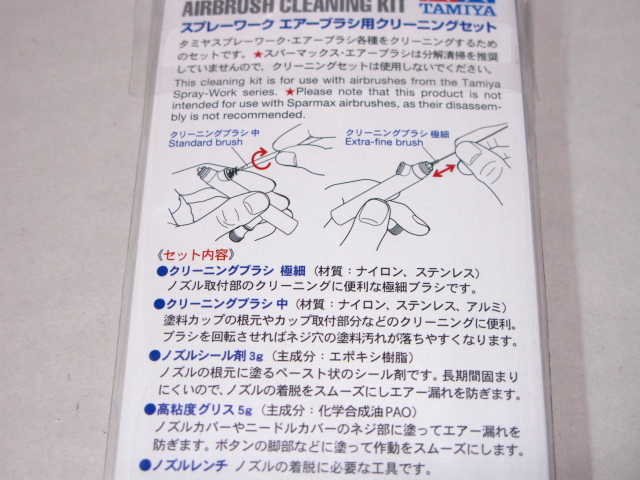 AIRBRUSH CLEANING KIT
TAMIYA
スプレーワーク エアーブラシ用クリーニングセット
タミヤスプレーワーク・エアーブラシ各種をクリーニングするため
のセットです。★スパーマックス・エアーブラシは分解清掃を推奨
していませんので、クリーニングセットは使用しないでください。
This cleaning kit is for use with airbrushes from the Tamiya
Spray-Work series. ★Please note that this product is not
intended for use with Sparmax airbrushes, as their disassem-
bly is not recommended.
クリーニングブラシ 中
Standard brush
クリーニングブラシ 極細
Extra-fine brush
《セット内容》
●クリーニングブラシ 極細（材質：ナイロン、ステンレス）
ノズル取付部のクリーニングに便利な極細ブラシです。
●クリーニングブラシ 中（材質：ナイロン、ステンレス、アルミ）
塗料カップの根元やカップ取付部分などのクリーニングに便利。
ブラシを回転させればネジ穴の塗料汚れが落ちやすくなります。
●ノズルシール剤 3g（主成分：エポキシ樹脂）
ノズルの根元に塗るペースト状のシール剤です。長期間固まり
にくいので、ノズルの着脱をスムーズにしエアー漏れを防ぎます。
●高粘度グリス 5g（主成分：化学合成油PAO）
ノズルカバーやニードルカバーのネジ部に塗ってエアー漏れを
防ぎます。ボタンの脚部などに塗って作動をスムーズにします。
●ノズルレンチ ノズルの着脱に必要な工具です。